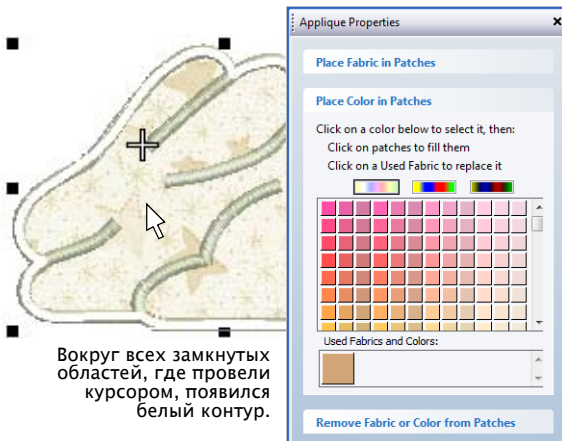 Applique Properties
Place Fabric in Patches
Place Color in Patches
Click on a color below to select it, then:
Click on patches to fill them
Click on a Used Fabric to replace it
Used Fabrics and Colors:
Remove Fabric or Color from Patches
Вокруг всех замкнутых
областей, где провели
курсором, появился
белый контур.